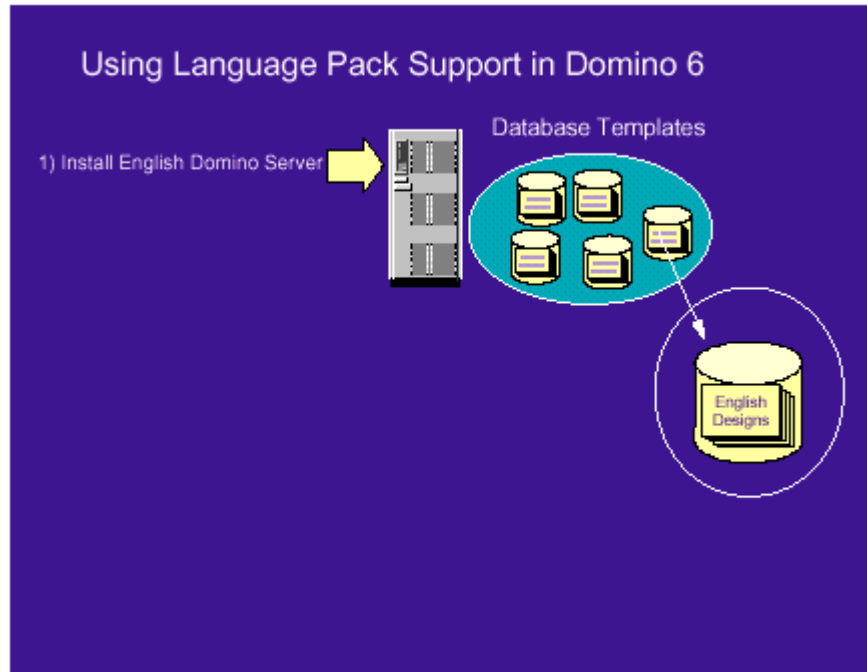 Using Language Pack Support in Domino 6
Database Templates
1) Install English Domino Server
English
Designs